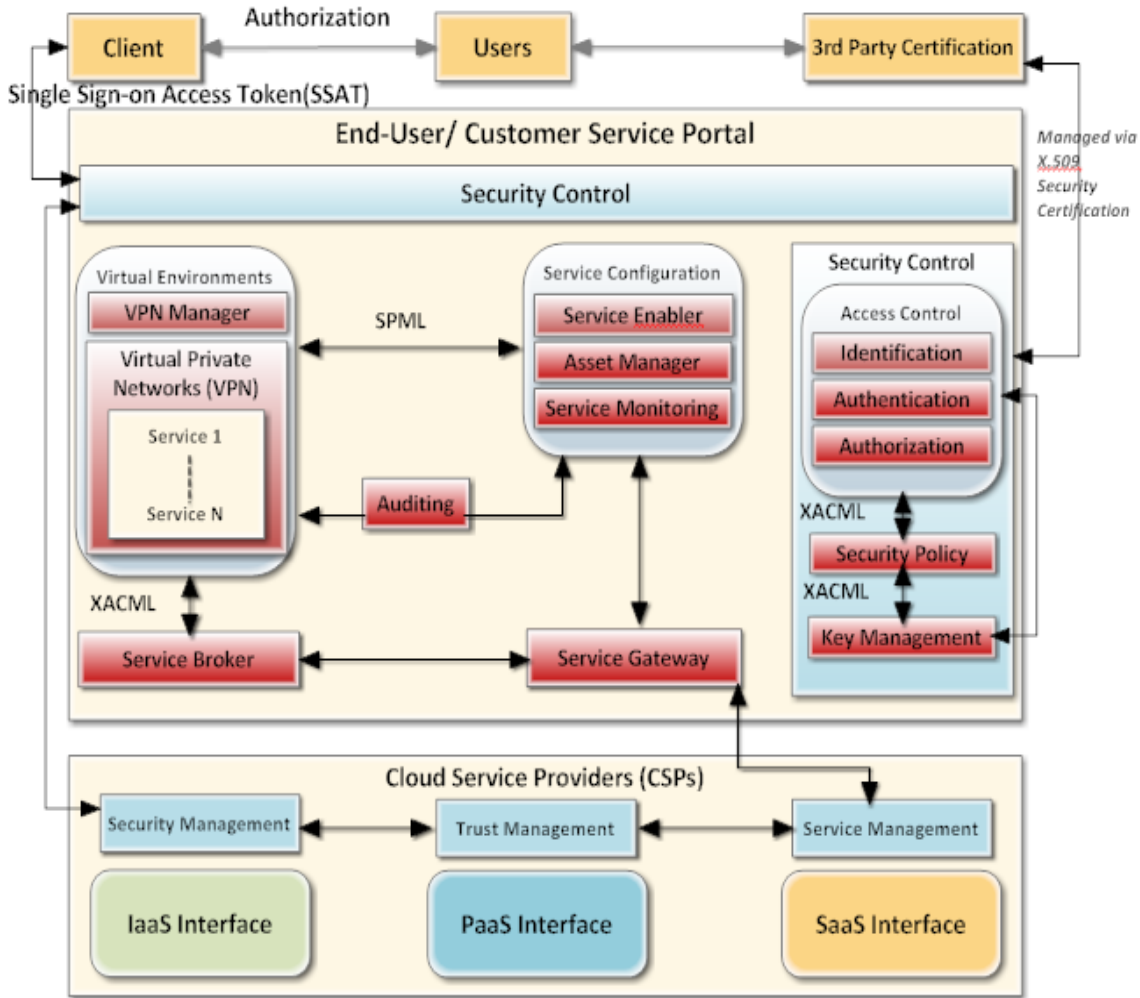 Authorization
Client
Users
3rd Party Certification
Single Sign-on Access Token(SSAT)
End-User/ Customer Service Portal
Managed via
X.509
Security
Certification
Security Control
Virtual Environments
VPN Manager
Virtual Private
Networks (VPN)
Service 1
Service N
SPML
Service Configuration
Service Enabler
Asset Manager
Service Monitoring
Auditing
Security Control
Access Control
Identification
Authentication
Authorization
XACML
Security Policy
XACML
Key Management
XACML
Service Broker
Service Gateway
Cloud Service Providers (CSPs)
Security Management
Trust Management
Service Management
IaaS Interface
PaaS Interface
SaaS Interface